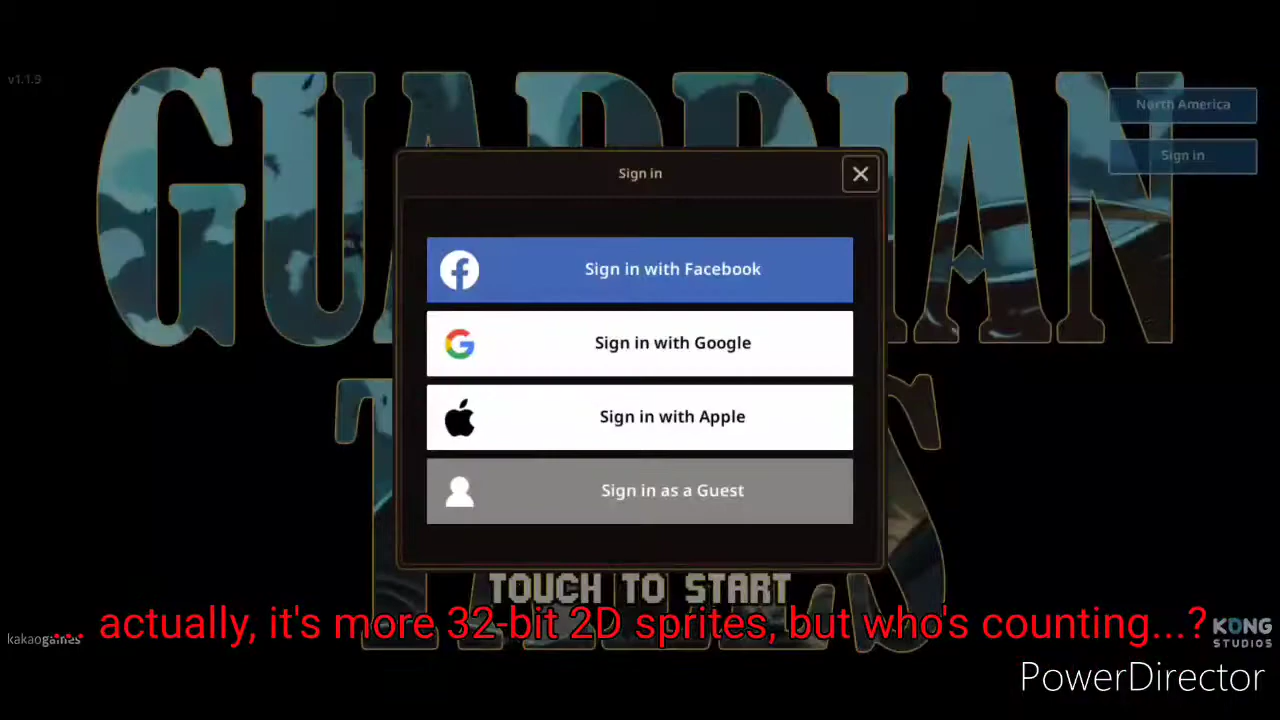 v1.1.9
GUARDIAN
TALES
North America
Sign in
Sign in
Sign in with Facebook
Sign in with Google
Sign in with Apple
Sign in as a Guest
TOUCH TO START
... actually, it's more 32-bit 2D sprites, but who's counting...?
kakaogames
KONG
STUDIOS
PowerDirector